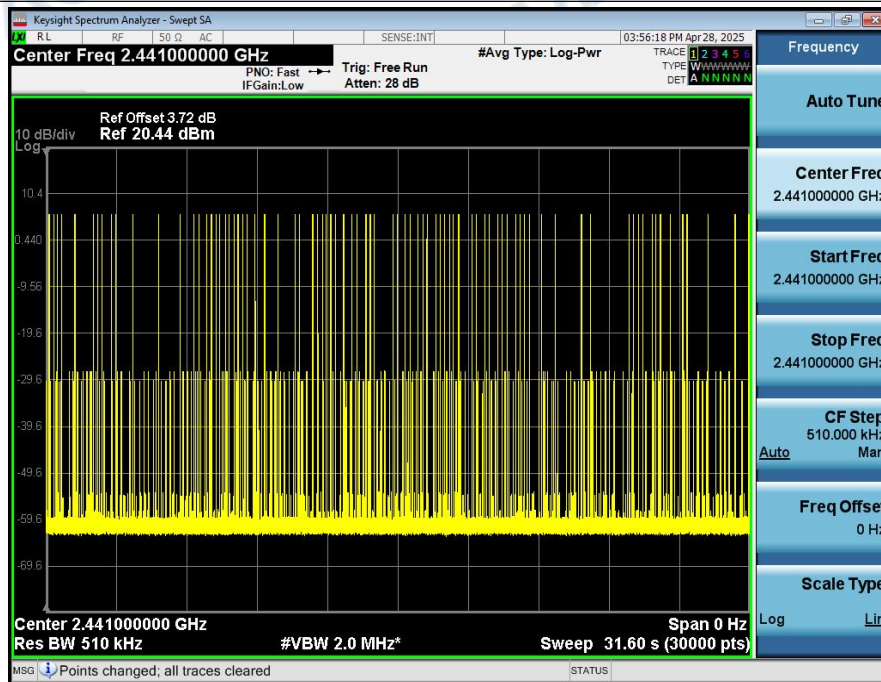 Keysight Spectrum Analyzer - Swept SA
LXI RL RF 50 Ω AC SENSE:INT 03:56:18 PM Apr 28, 2025
Center Freq 2.441000000 GHz
PNO: Fast
IFGain:Low
Trig: Free Run
Atten: 28 dB
#Avg Type: Log-Pwr
TRACE 1 2 3 4 5 6
TYPE WWWWWW
DET A N N N N N
Ref Offset 3.72 dB
10 dB/div Ref 20.44 dBm
Log
10.4
0.440
-9.56
-19.6
-29.6
-39.6
-49.6
-59.6
-69.6
Center 2.441000000 GHz Span 0 Hz
Res BW 510 kHz #VBW 2.0 MHz* Sweep 31.60 s (30000 pts)
MSG Points changed; all traces cleared STATUS
Frequency
Auto Tune
Center Freq
2.441000000 GHz
Start Freq
2.441000000 GHz
Stop Freq
2.441000000 GHz
CF Step
510.000 kHz
Auto Man
Freq Offset
0 Hz
Scale Type
Log Lin